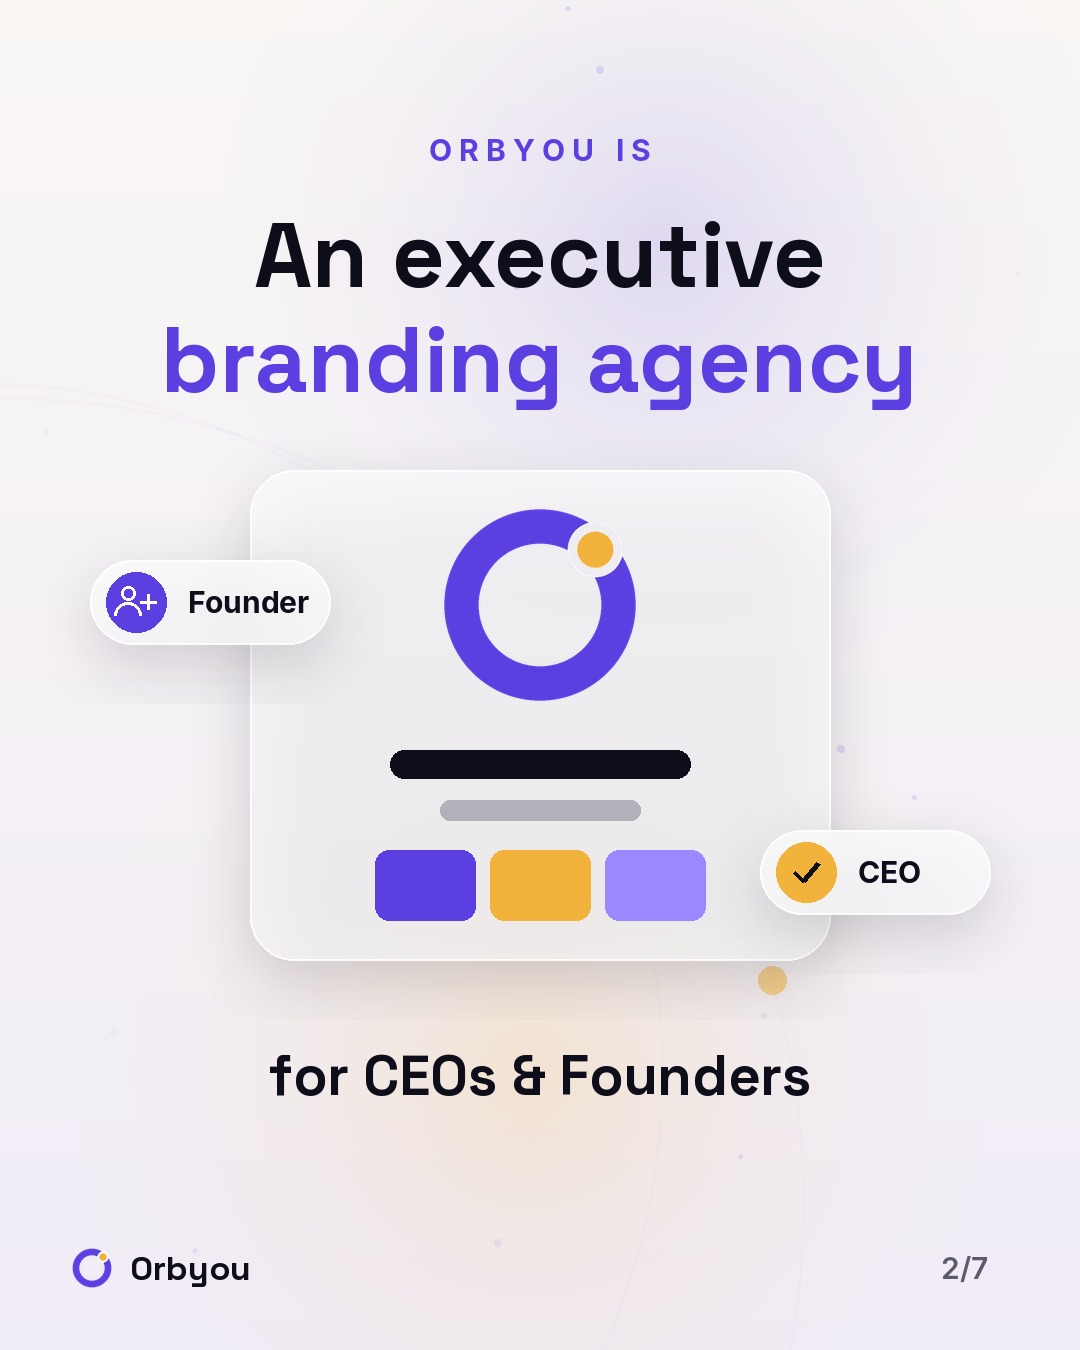 ORBYOU IS
An executive
branding agency
Founder
CEO
for CEOs & Founders
Orbyou
2/7